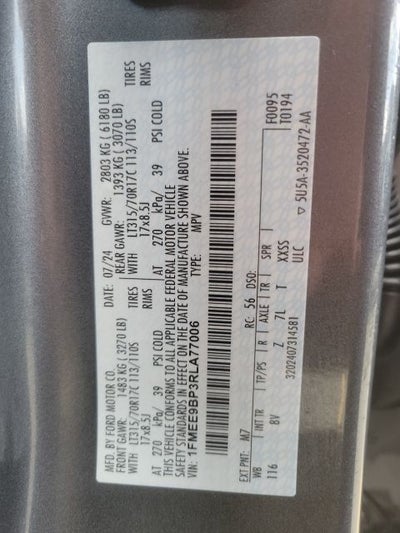 MFD. BY FORD MOTOR CO. DATE: 07/24 GVWR: 2803 KG ( 6180 LB)
FRONT GAWR: 1483 KG ( 3270 LB) REAR GAWR: 1393 KG ( 3070 LB)
WITH LT315/70R17C 113/110S TIRES WITH LT315/70R17C 113/110S TIRES
17x8.5J RIMS 17x8.5J RIMS
AT 270 kPa/ 39 PSI COLD AT 270 kPa/ 39 PSI COLD
THIS VEHICLE CONFORMS TO ALL APPLICABLE FEDERAL MOTOR VEHICLE
SAFETY STANDARDS IN EFFECT ON THE DATE OF MANUFACTURE SHOWN ABOVE.
VIN: 1FMEE9BP3RLA77006 TYPE: MPV
EXT PNT: M7 RC: 56 DSO: F0095
WB INT TR TP/PS R AXLE TR SPR T0194
116 8V Z 7L T XXSS
3202407314581 ULC ▽ 5U5A-3520472-AA